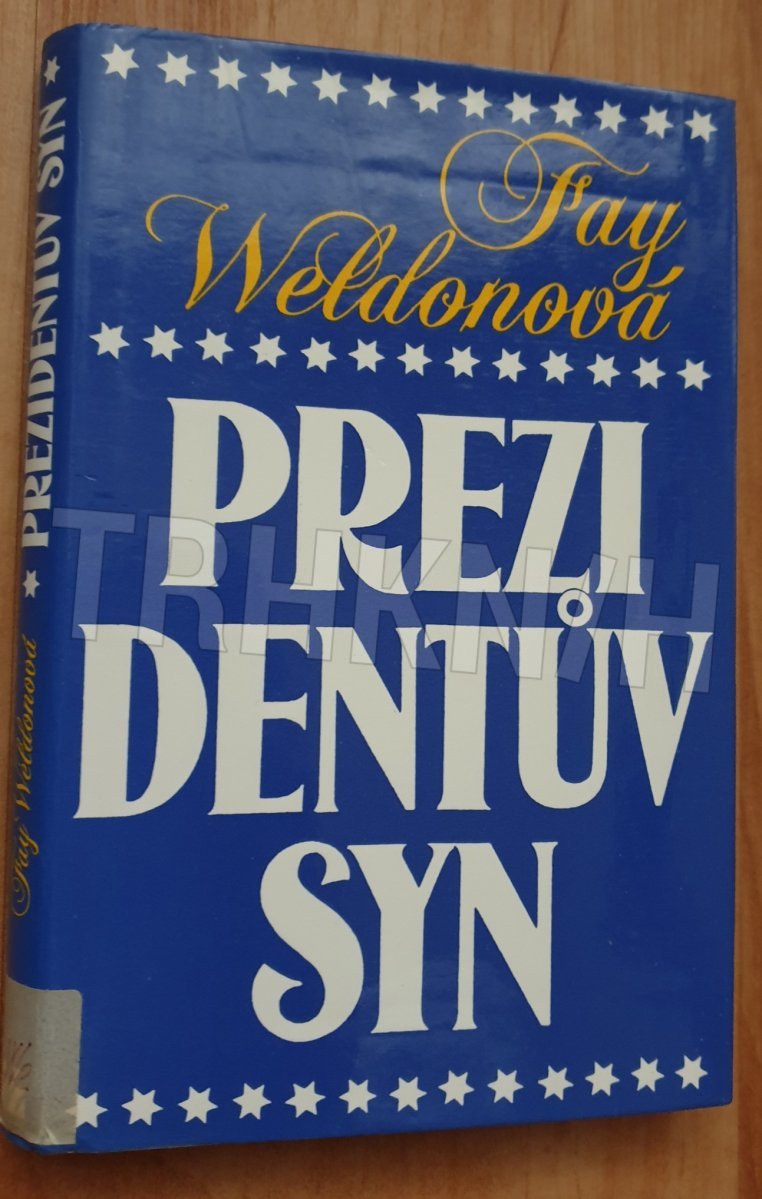 Fay
Weldonová
PREZI
DENTŮV
SYN
Fay Weldonová * PREZIDENTŮV SYN *
TRHKNIH